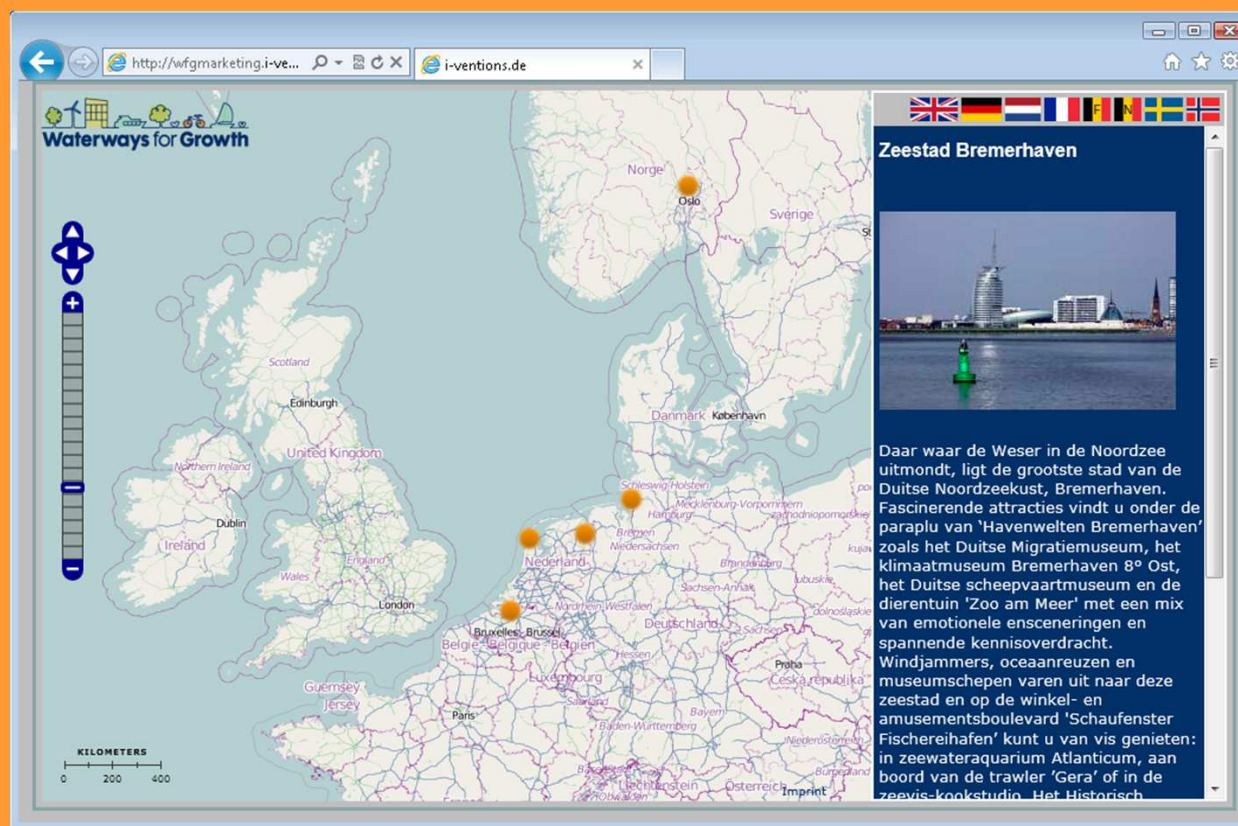 http://wfgmarketing.i-ve...
i-ventions.de
Waterways for Growth
Norge
Oslo
Sverige
Scotland
Edinburgh
United Kingdom
Northern Ireland
Dublin
Ireland
England
Wales
London
Danmark
København
Schleswig-Holstein
Mecklenburg-Vorpommern
Hamburg
zachodniopomorskie
Bremen
Niedersachsen
Nederland
Brandenburg
Sachsen-Anhalt
lubuskie
Nordrhein-Westfalen
Deutschland
Sachsen
Bruxelles - Brussel
België - Belgique - Belgien
Hessen
Praha
Česká republika
Luxembourg
Guernsey
Jersey
Saarland
Bayern
Paris
Baden-Württemberg
Niederösterreich
Liechtenstein
Österreich
Burgenland
Imprint
KILOMETERS
0 200 400
F N
Zeestad Bremerhaven
Daar waar de Weser in de Noordzee
uitmondt, ligt de grootste stad van de
Duitse Noordzeekust, Bremerhaven.
Fascinerende attracties vindt u onder de
paraplu van ‘Havenwelten Bremerhaven’
zoals het Duitse Migratiemuseum, het
klimaatmuseum Bremerhaven 8° Ost,
het Duitse scheepvaartmuseum en de
dierentuin 'Zoo am Meer' met een mix
van emotionele ensceneringen en
spannende kennisoverdracht.
Windjammers, oceaanreuzen en
museumschepen varen uit naar deze
zeestad en op de winkel- en
amusementsboulevard 'Schaufenster
Fischereihafen’ kunt u van vis genieten:
in zeewateraquarium Atlanticum, aan
boord van de trawler ‘Gera’ of in de
zeevis-kookstudio. Het Historisch